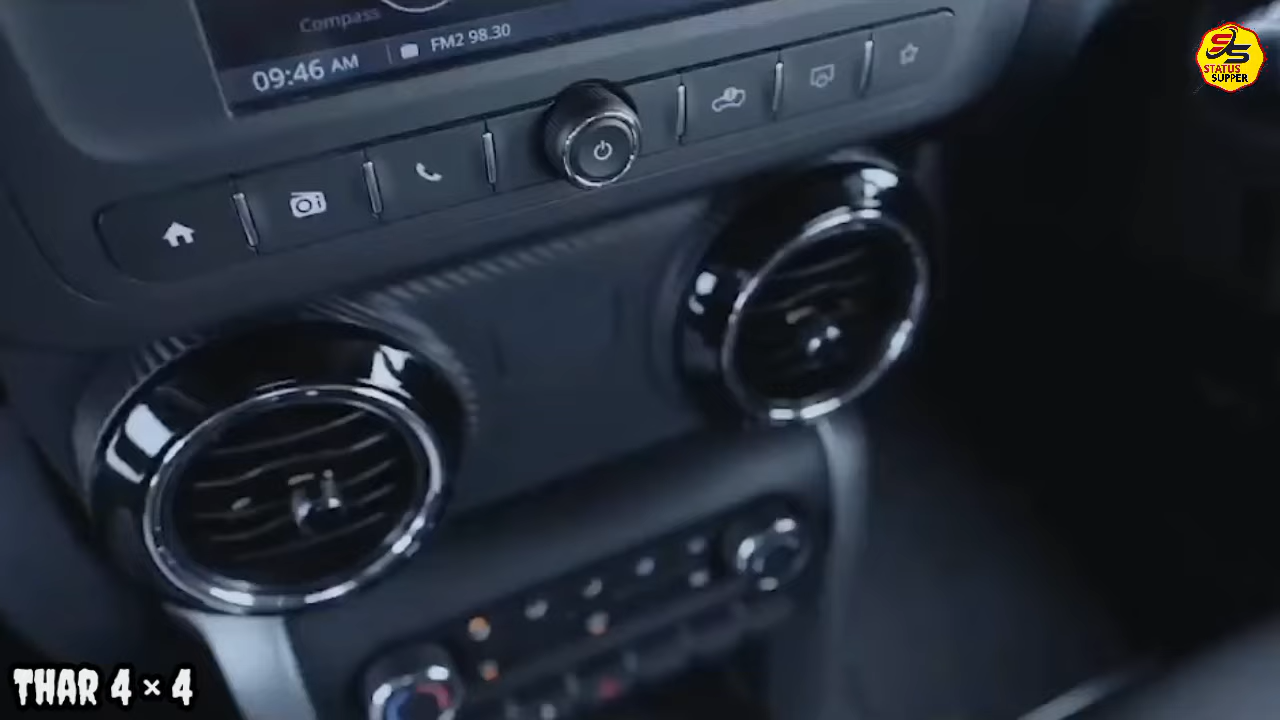 Compass
09:46 AM
FM2 98.30
STATUS
SUPPER
THAR 4 × 4